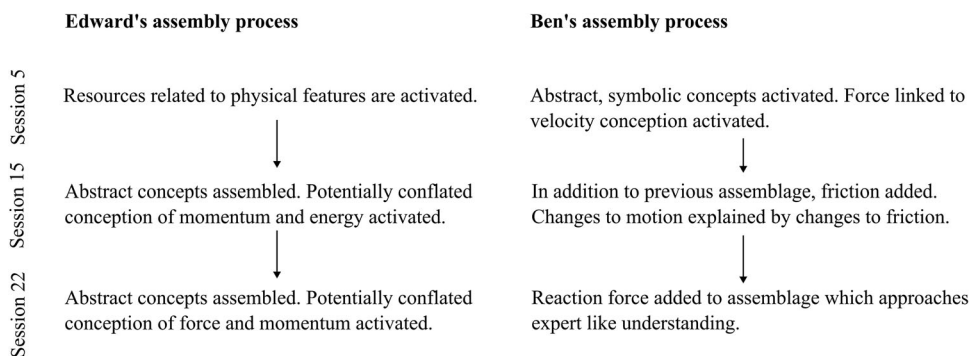 Edward's assembly process
Ben's assembly process
Session 5
Resources related to physical features are activated.
Abstract, symbolic concepts activated. Force linked to
velocity conception activated.
Session 15
Abstract concepts assembled. Potentially conflated
conception of momentum and energy activated.
In addition to previous assemblage, friction added.
Changes to motion explained by changes to friction.
Session 22
Abstract concepts assembled. Potentially conflated
conception of force and momentum activated.
Reaction force added to assemblage which approaches
expert like understanding.